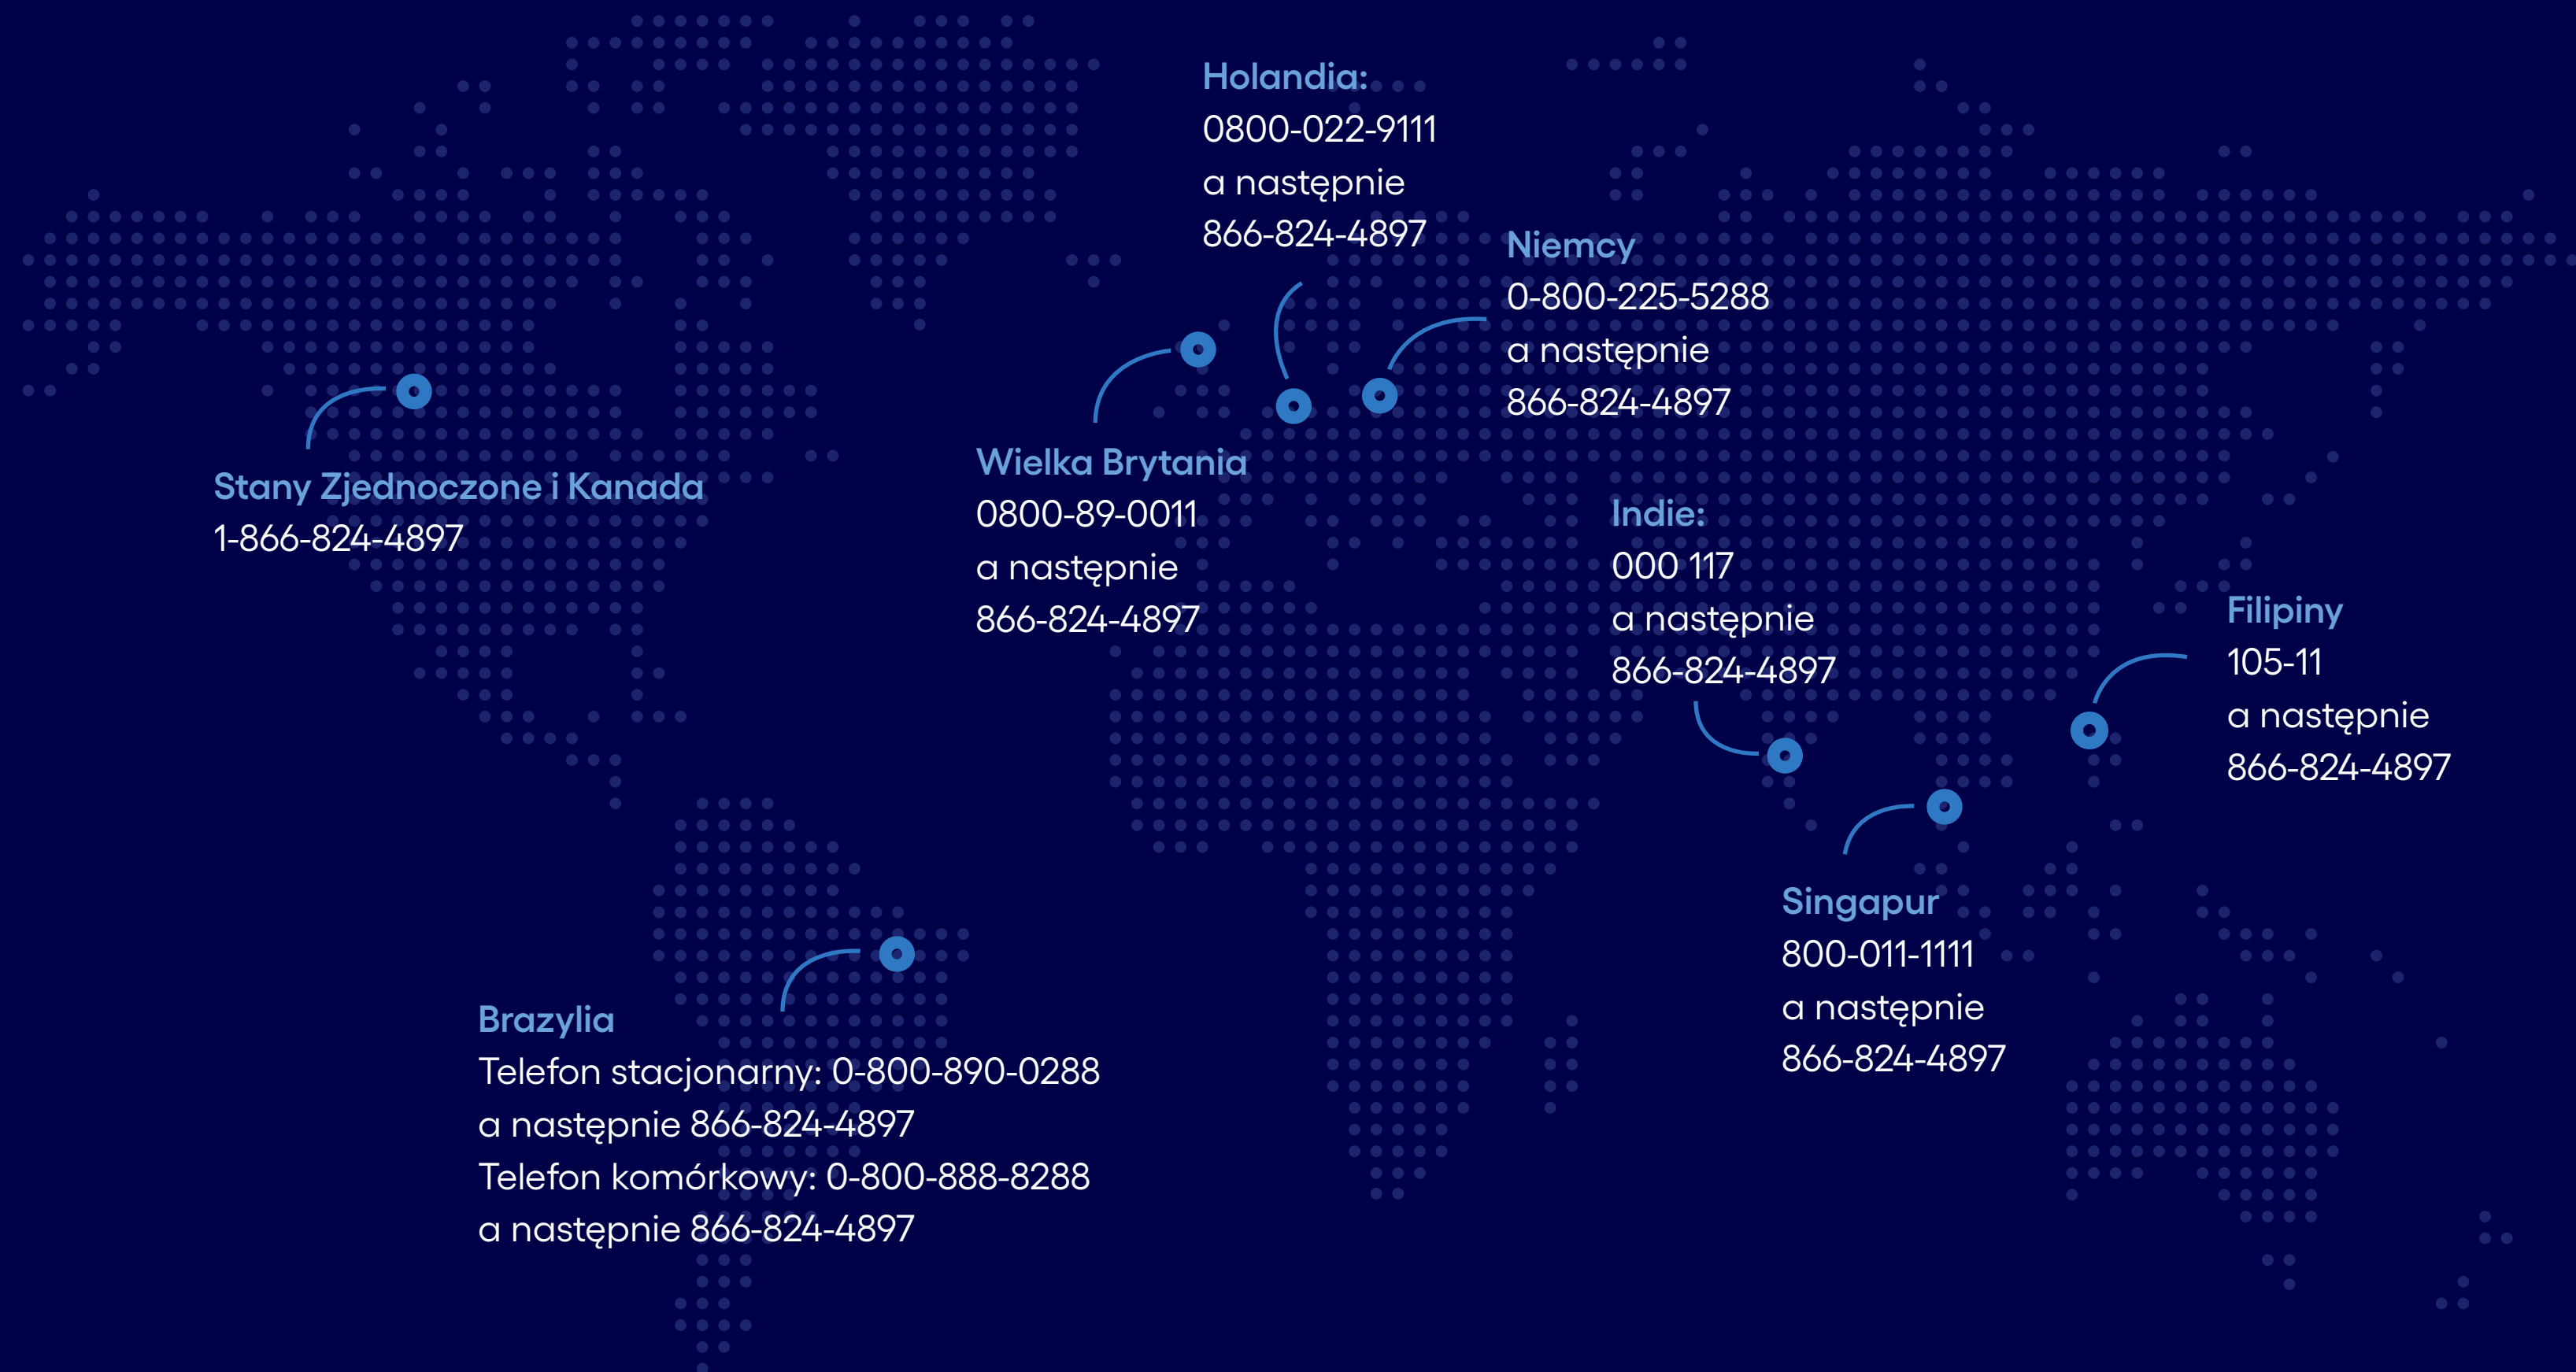 Holandia:
0800-022-9111
a następnie
866-824-4897
Niemcy
0-800-225-5288
a następnie
866-824-4897
Stany Zjednoczone i Kanada
1-866-824-4897
Wielka Brytania
0800-89-0011
a następnie
866-824-4897
Indie:
000 117
a następnie
866-824-4897
Filipiny
105-11
a następnie
866-824-4897
Singapur
800-011-1111
a następnie
866-824-4897
Brazylia
Telefon stacjonarny: 0-800-890-0288
a następnie 866-824-4897
Telefon komórkowy: 0-800-888-8288
a następnie 866-824-4897